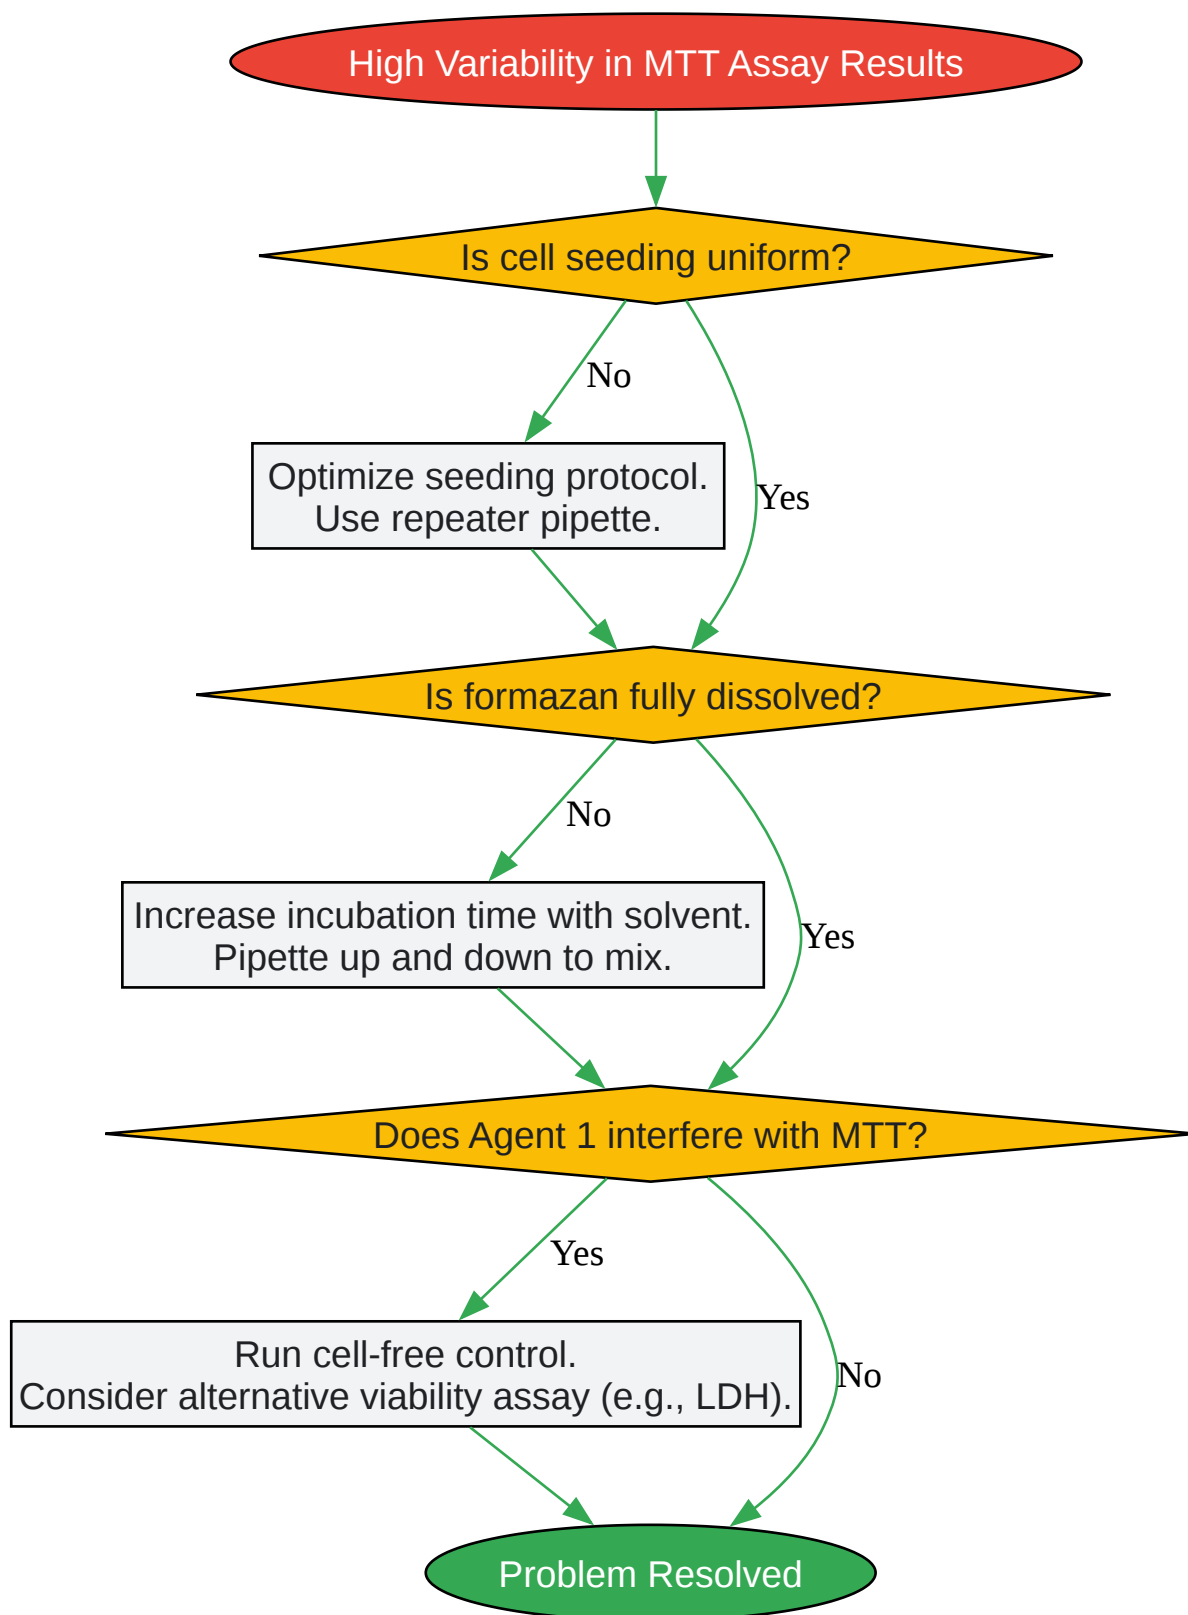 High Variability in MTT Assay Results
Is cell seeding uniform?
No
Optimize seeding protocol.
Use repeater pipette.
Yes
Is formazan fully dissolved?
No
Increase incubation time with solvent.
Pipette up and down to mix.
Yes
Does Agent 1 interfere with MTT?
Yes
Run cell-free control.
Consider alternative viability assay (e.g., LDH).
No
Problem Resolved